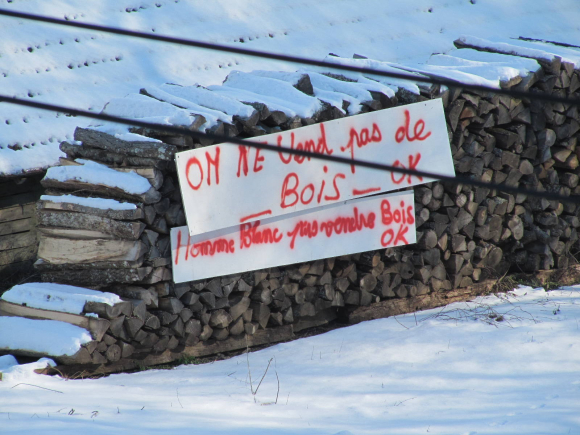 ON NE Vend pas de
Bois OK
Homme Blanc pas vendre Bois
OK